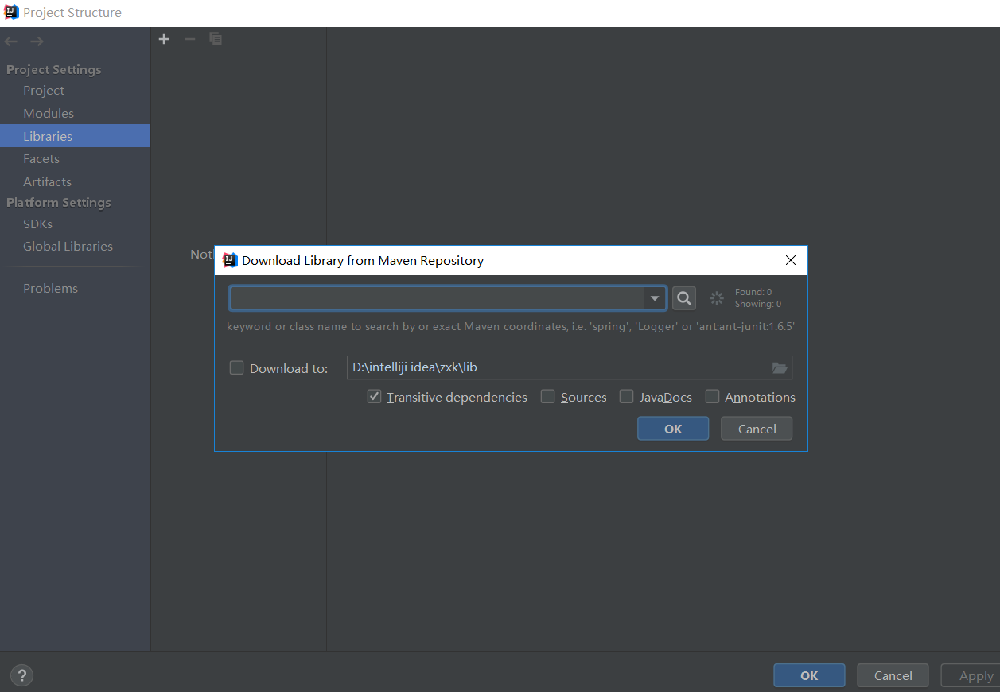 Project Structure
Project Settings
Project
Modules
Libraries
Facets
Artifacts
Platform Settings
SDKs
Global Libraries
Problems
Download Library from Maven Repository
Found: 0
Showing: 0
keyword or class name to search by or exact Maven coordinates, i.e. 'spring', 'Logger' or 'ant:ant-junit:1.6.5'
Download to: D:\intelliji idea\zxk\lib
Transitive dependencies Sources JavaDocs Annotations
OK Cancel
? OK Cancel Apply